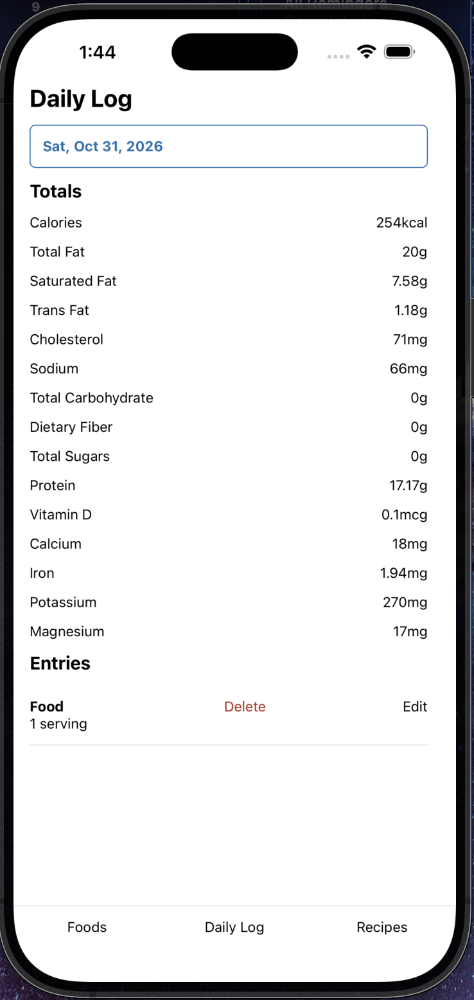 9
1:44
Daily Log
Sat, Oct 31, 2026
Totals
Calories 254kcal
Total Fat 20g
Saturated Fat 7.58g
Trans Fat 1.18g
Cholesterol 71mg
Sodium 66mg
Total Carbohydrate 0g
Dietary Fiber 0g
Total Sugars 0g
Protein 17.17g
Vitamin D 0.1mcg
Calcium 18mg
Iron 1.94mg
Potassium 270mg
Magnesium 17mg
Entries
Food Delete Edit
1 serving
Foods Daily Log Recipes